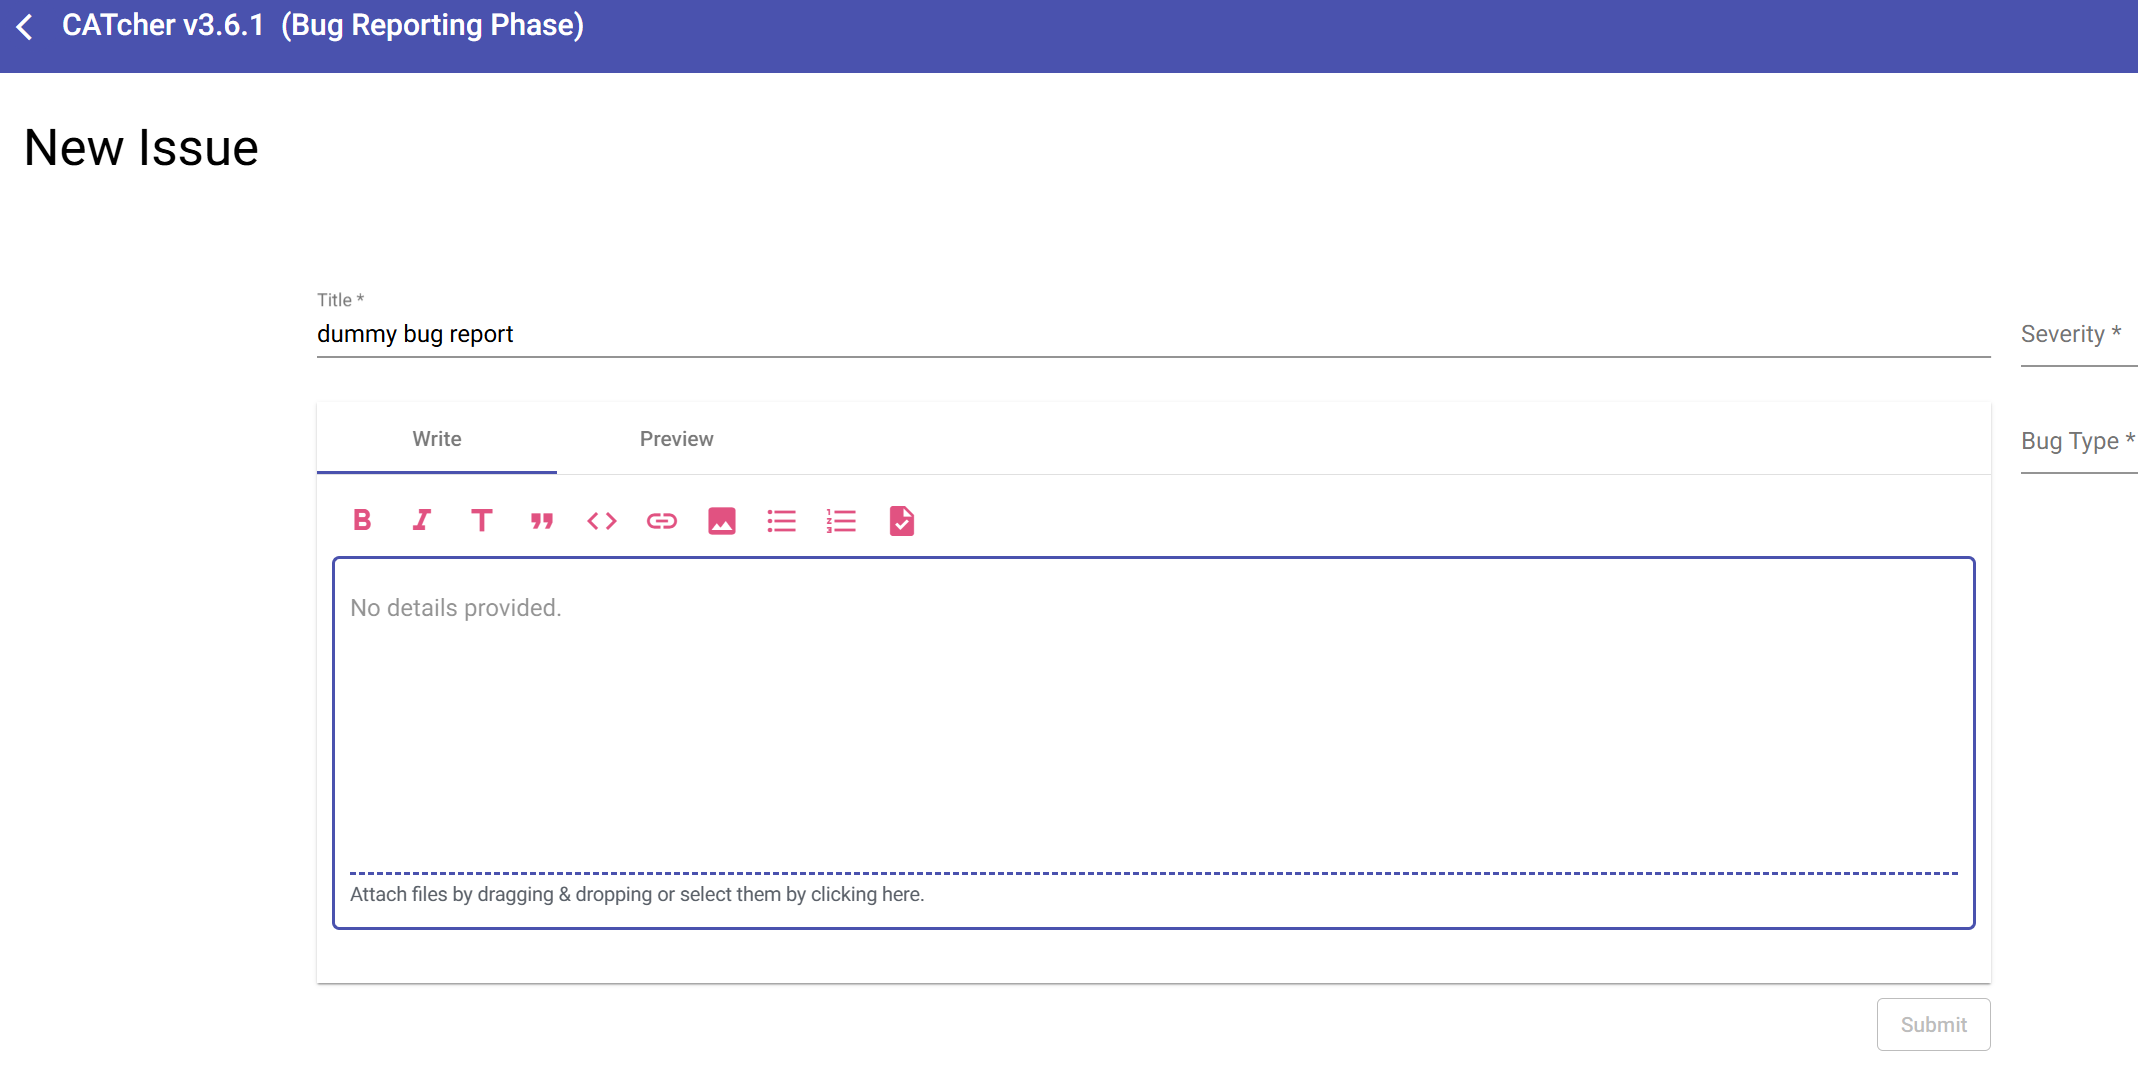 CATcher v3.6.1 (Bug Reporting Phase)
New Issue
Title *
dummy bug report
Severity *
Write Preview
Bug Type *
No details provided.
Attach files by dragging & dropping or select them by clicking here.
Submit